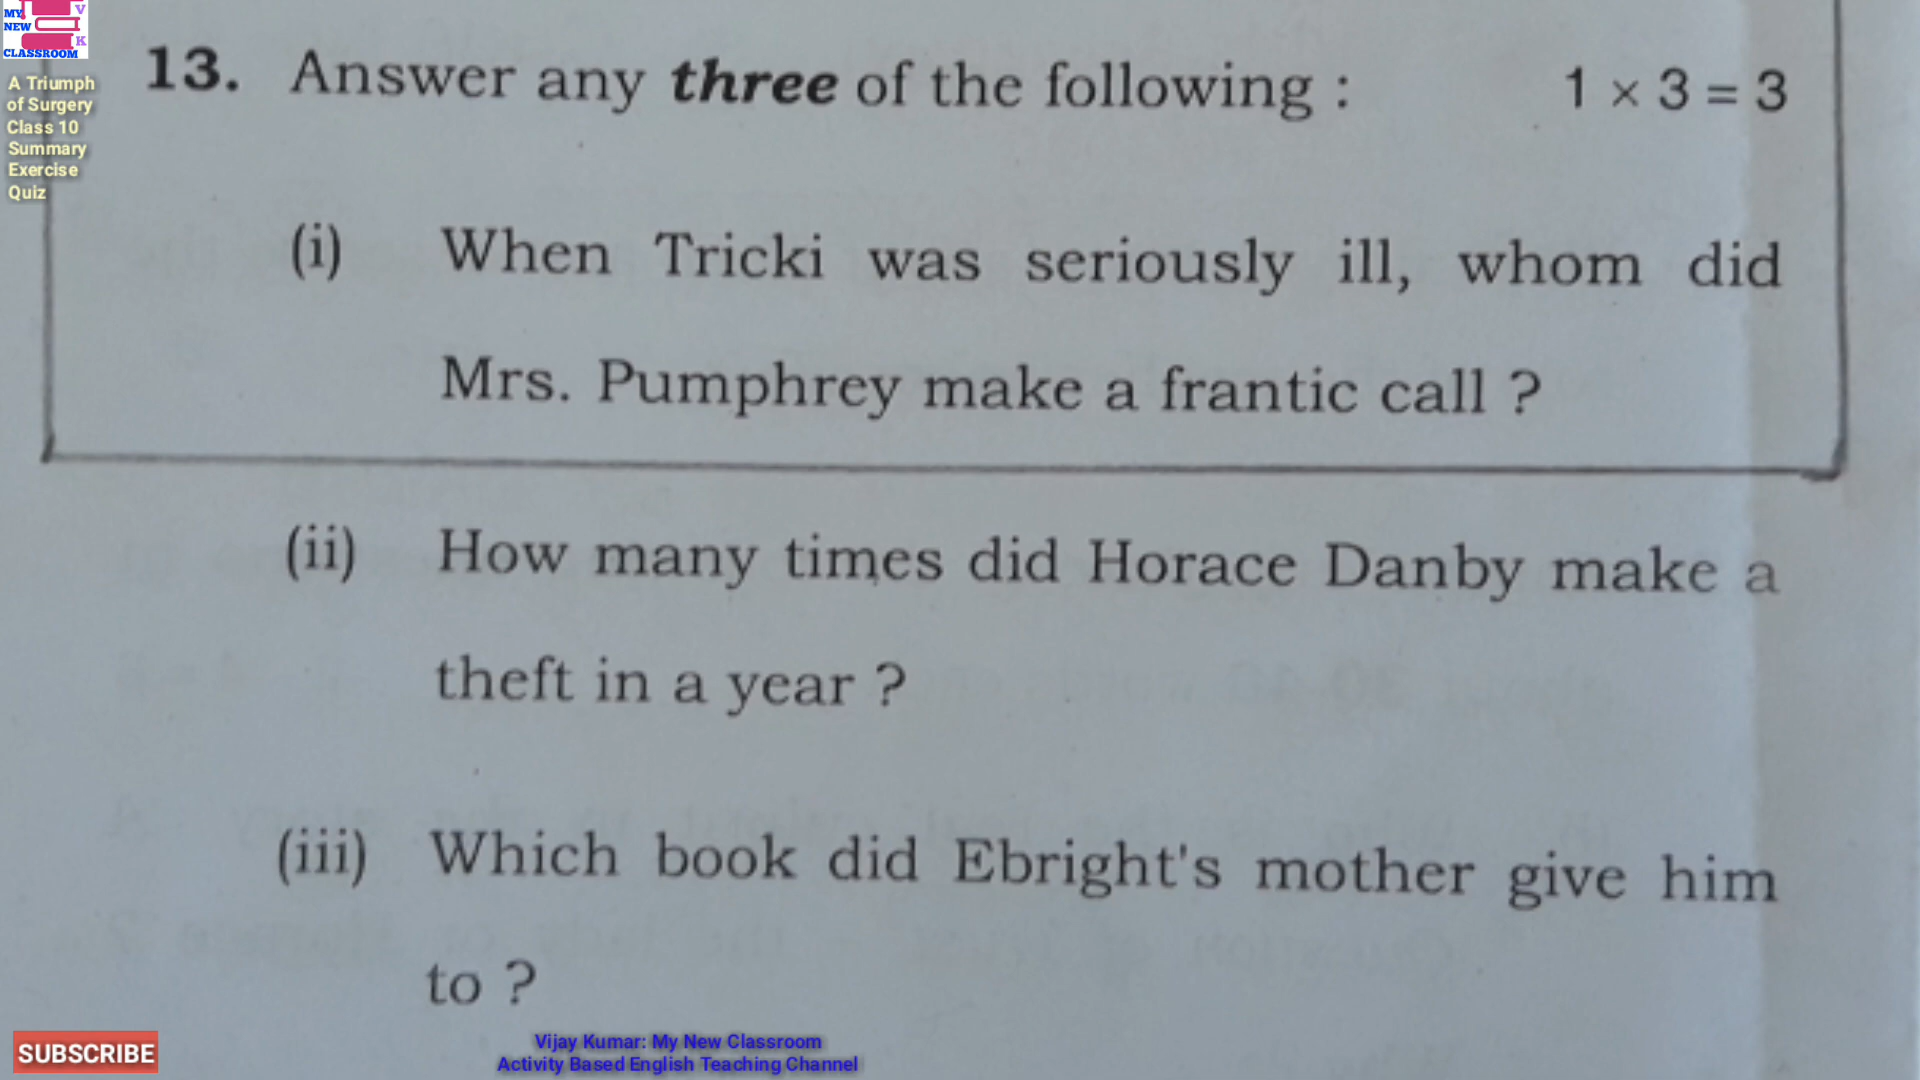 MY
NEW
V
K
CLASSROOM
A Triumph
of Surgery
Class 10
Summary
Exercise
Quiz
13. Answer any three of the following : 1 × 3 = 3
(i) When Tricki was seriously ill, whom did
Mrs. Pumphrey make a frantic call ?
(ii) How many times did Horace Danby make a
theft in a year ?
(iii) Which book did Ebright's mother give him
to ?
SUBSCRIBE
Vijay Kumar: My New Classroom
Activity Based English Teaching Channel